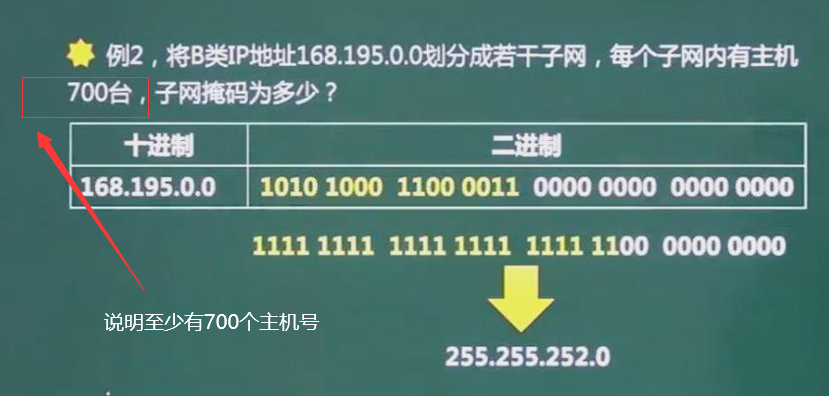 例2，将B类IP地址168.195.0.0划分成若干子网，每个子网内有主机
700台，子网掩码为多少？
十进制 二进制
168.195.0.0 1010 1000 1100 0011 0000 0000 0000 0000
1111 1111 1111 1111 1111 1100 0000 0000
说明至少有700个主机号
255.255.252.0